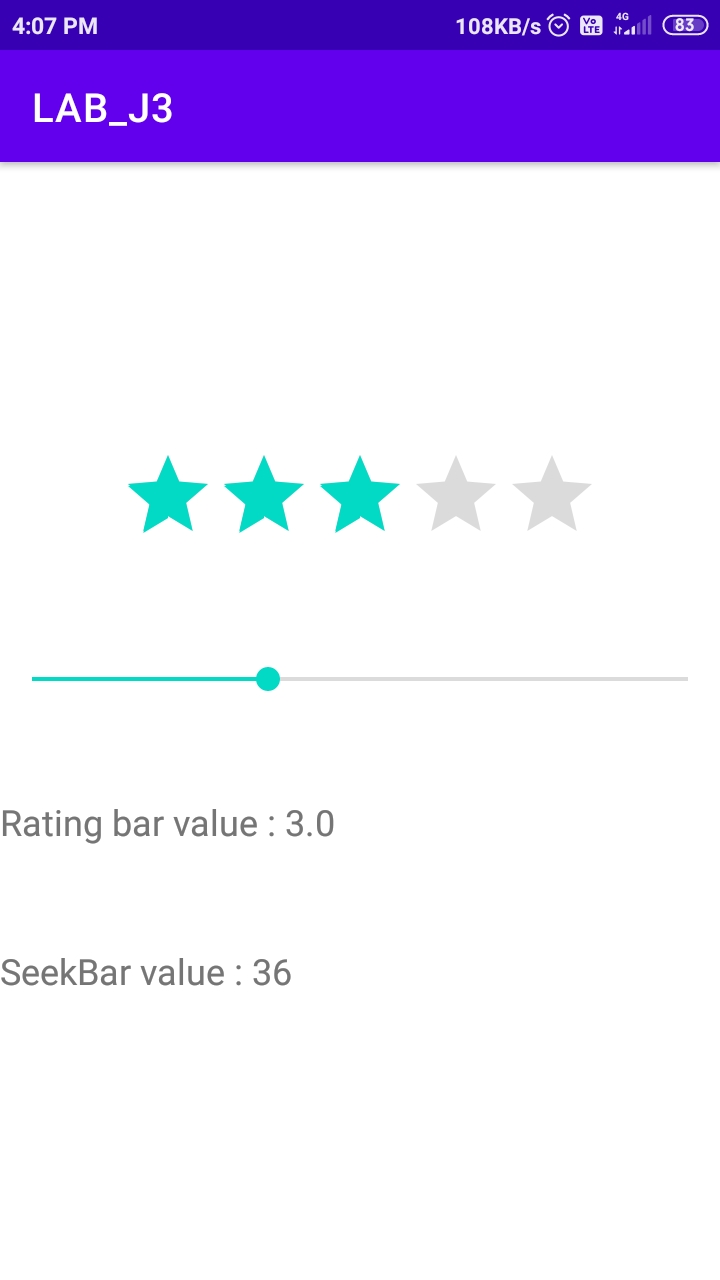 4:07 PM 108KB/s Vo LTE 4G 83
LAB_J3
Rating bar value : 3.0
SeekBar value : 36